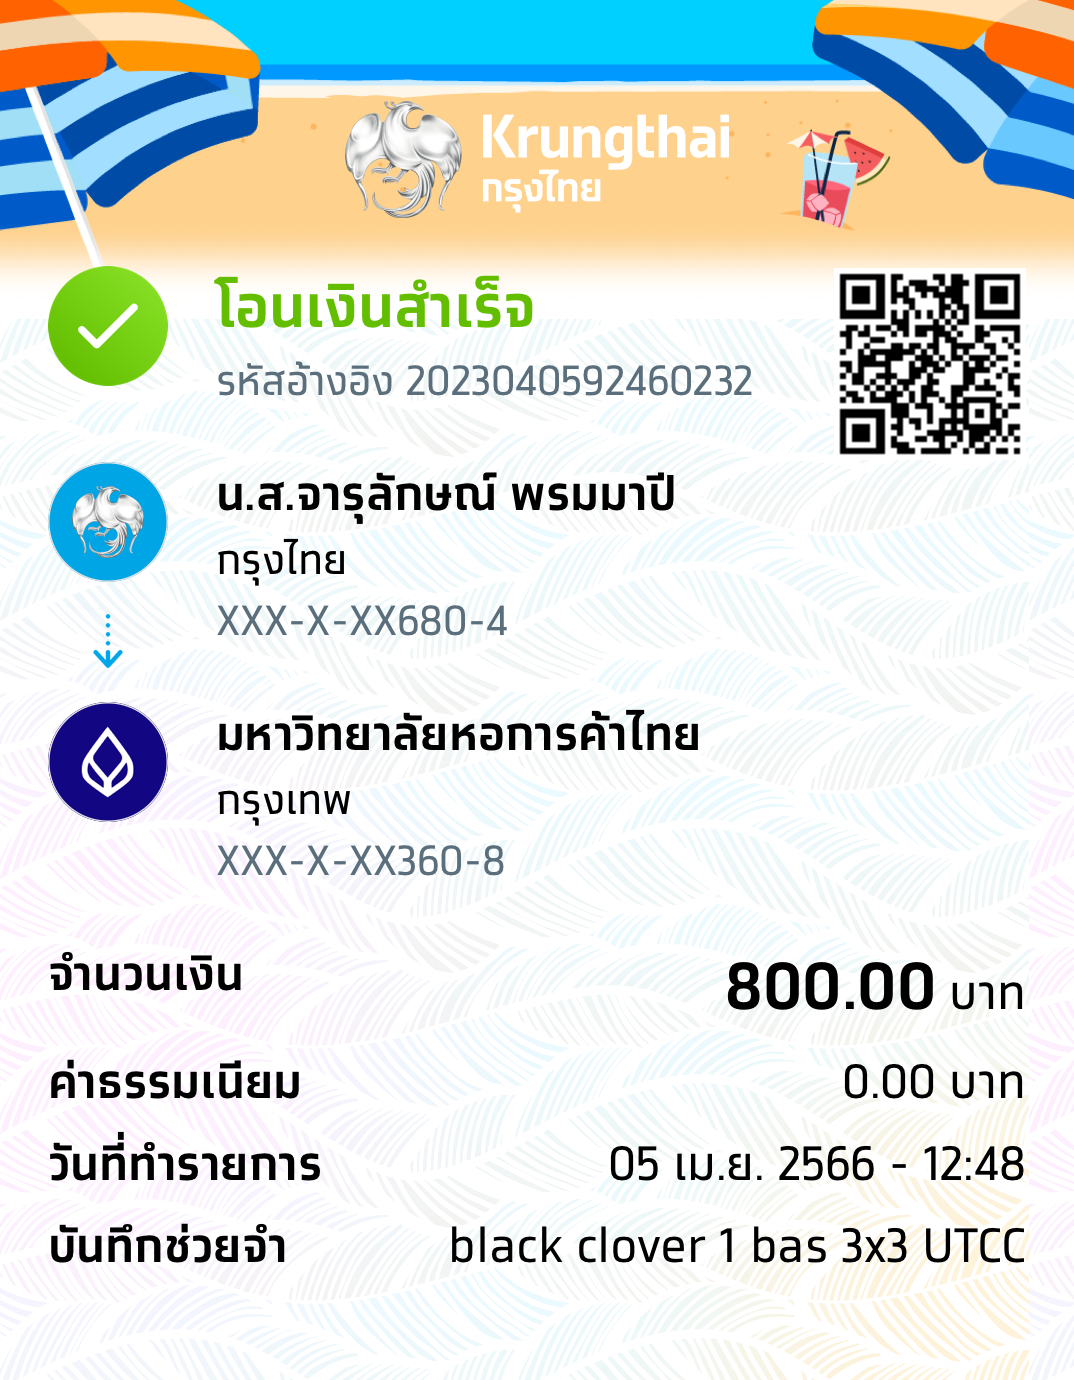 Krungthai
กรุงไทย
โอนเงินสำเร็จ
รหัสอ้างอิง 2023040592460232
น.ส.จารุลักษณ์ พรมมาปี
กรุงไทย
XXX-X-XX680-4
มหาวิทยาลัยหอการค้าไทย
กรุงเทพ
XXX-X-XX360-8
จำนวนเงิน 800.00 บาท
ค่าธรรมเนียม 0.00 บาท
วันที่ทำรายการ 05 เม.ย. 2566 - 12:48
บันทึกช่วยจำ black clover 1 bas 3x3 UTCC